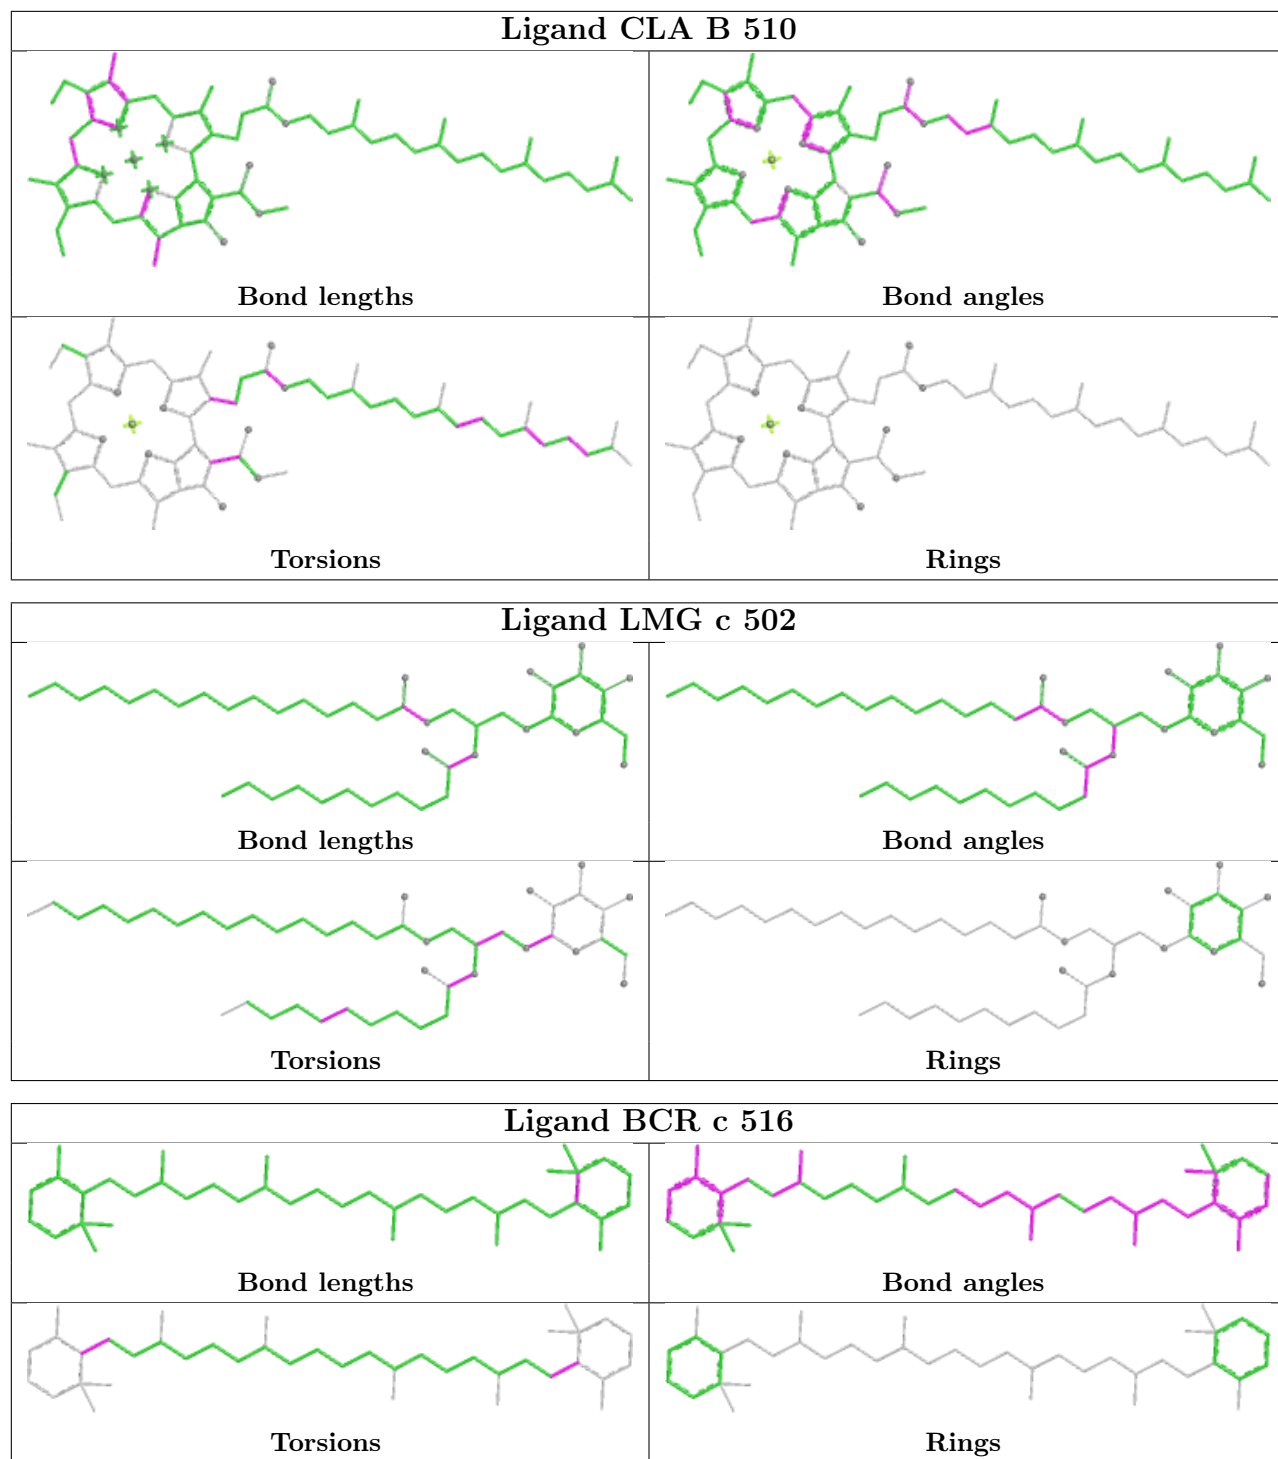 Ligand CLA B 510
Bond lengths
Bond angles
Torsions
Rings
Ligand LMG c 502
Bond lengths
Bond angles
Torsions
Rings
Ligand BCR c 516
Bond lengths
Bond angles
Torsions
Rings